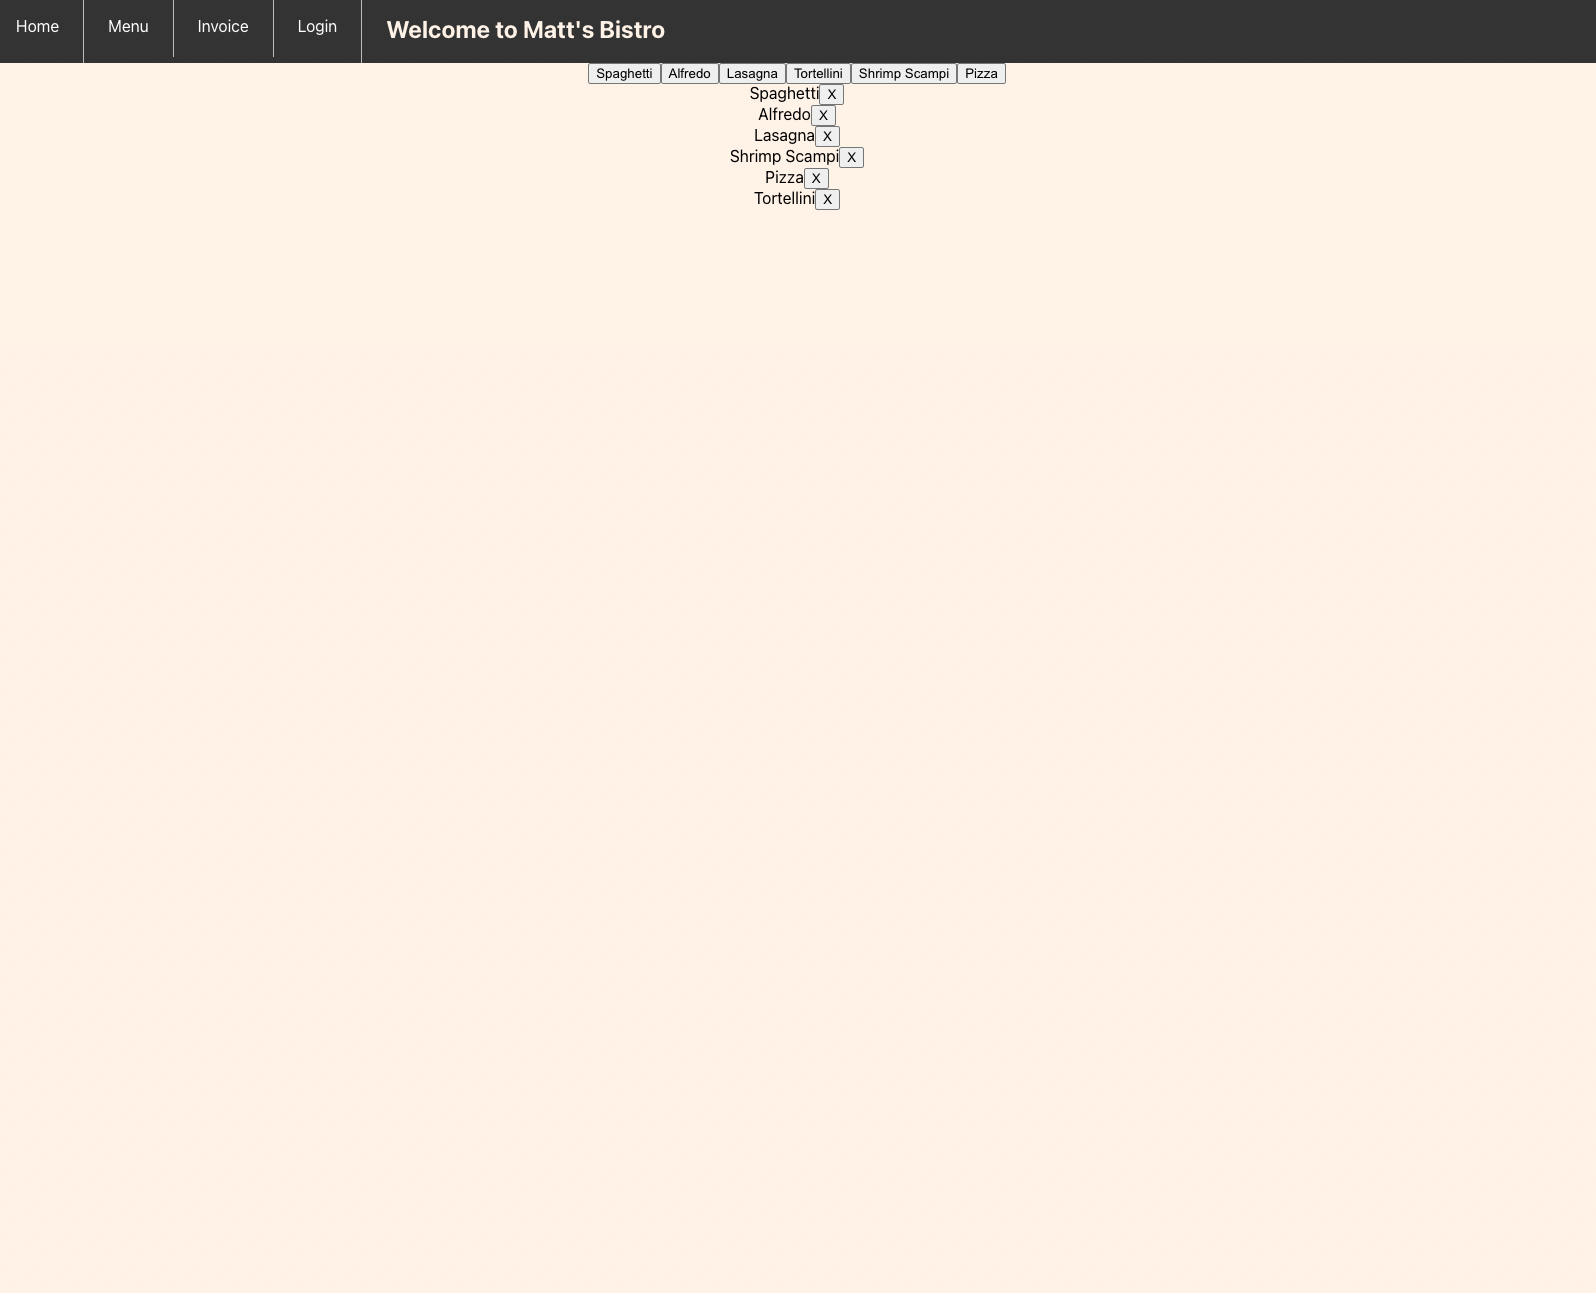 Home Menu Invoice Login Welcome to Matt's Bistro
Spaghetti Alfredo Lasagna Tortellini Shrimp Scampi Pizza
Spaghetti X
Alfredo X
Lasagna X
Shrimp Scampi X
Pizza X
Tortellini X